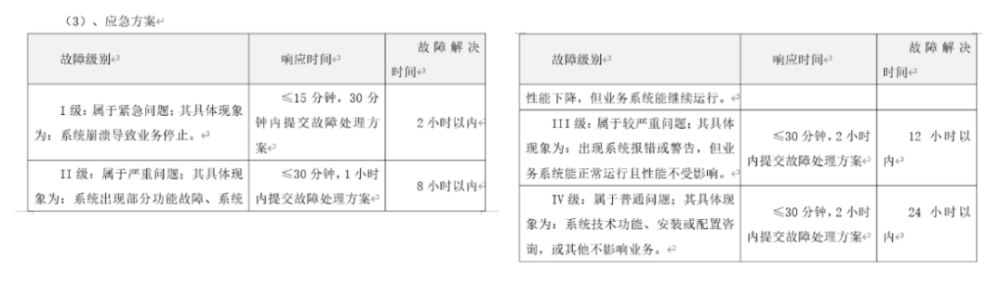 （3）、应急方案
故障级别
响应时间
故障解决
时间
I 级：属于紧急问题；其具体现象
为：系统崩溃导致业务停止。
≤15 分钟，30 分
钟内提交故障处理方
案
2 小时以内
II 级：属于严重问题；其具体现
象为：系统出现部分功能故障、系统
≤30 分钟，1 小时
内提交故障处理方案
8 小时以内
故障级别
响应时间
故障解决
时间
性能下降，但业务系统能继续运行。
III 级：属于较严重问题；其具体
现象为：出现系统报错或警告，但业
务系统能正常运行且性能不受影响。
≤30 分钟，2 小时
内提交故障处理方案
12 小时以
内
IV 级：属于普通问题；其具体现
象为：系统技术功能、安装或配置咨
询，或其他不影响业务。
≤30 分钟，2 小时
内提交故障处理方案
24 小时以
内